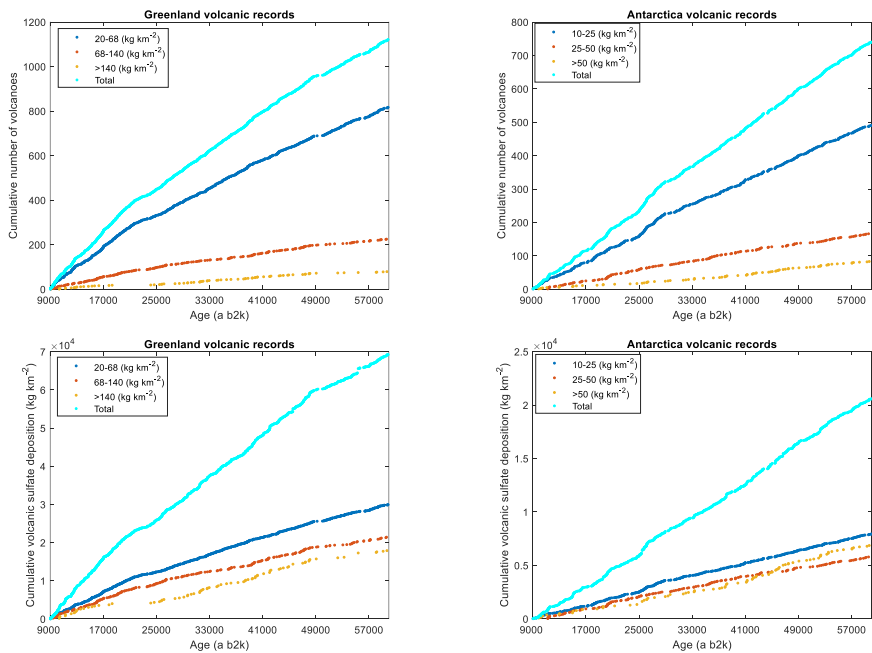 Greenland volcanic records
1200
1000
800
600
400
200
0
Cumulative number of volcanoes
20-68 (kg km-2)
68-140 (kg km-2)
>140 (kg km-2)
Total
9000 17000 25000 33000 41000 49000 57000
Age (a b2k)
Antarctica volcanic records
800
700
600
500
400
300
200
100
0
Cumulative number of volcanoes
10-25 (kg km-2)
25-50 (kg km-2)
>50 (kg km-2)
Total
9000 17000 25000 33000 41000 49000 57000
Age (a b2k)
Greenland volcanic records
×10^4
7
6
5
4
3
2
1
0
Cumulative volcanic sulfate deposition (kg km-2)
20-68 (kg km-2)
68-140 (kg km-2)
>140 (kg km-2)
Total
9000 17000 25000 33000 41000 49000 57000
Age (a b2k)
Antarctica volcanic records
×10^4
2.5
2
1.5
1
0.5
0
Cumulative volcanic sulfate deposition (kg km-2)
10-25 (kg km-2)
25-50 (kg km-2)
>50 (kg km-2)
Total
9000 17000 25000 33000 41000 49000 57000
Age (a b2k)